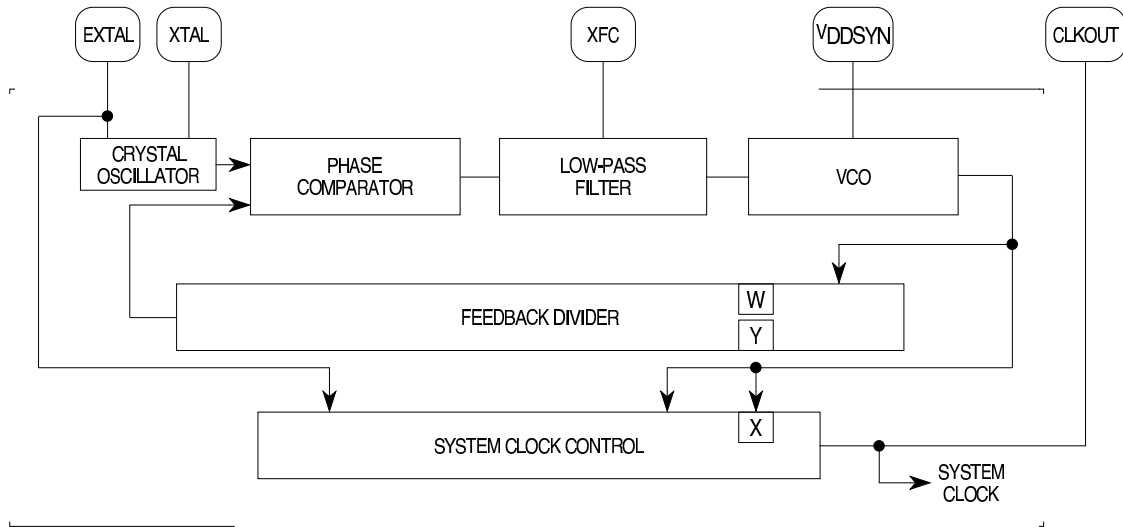 EXTAL
XTAL
XFC
VDDSYN
CLKOUT
CRYSTAL
OSCILLATOR
PHASE
COMPARATOR
LOW-PASS
FILTER
VCO
FEEDBACK DIVIDER
W
Y
SYSTEM CLOCK CONTROL
X
SYSTEM
CLOCK